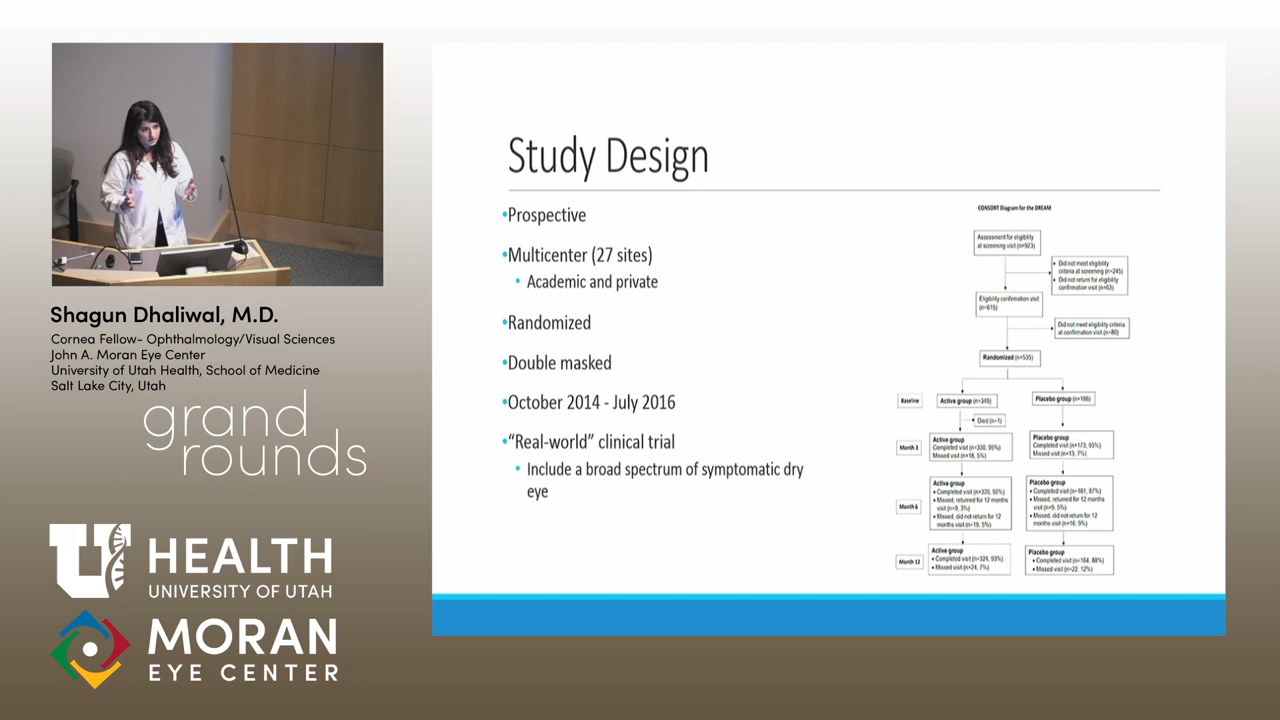 Shagun Dhaliwal, M.D.
Cornea Fellow- Ophthalmology/Visual Sciences
John A. Moran Eye Center
University of Utah Health, School of Medicine
Salt Lake City, Utah
grand
rounds
U HEALTH
UNIVERSITY OF UTAH
MORAN
EYE CENTER
Study Design
•Prospective
•Multicenter (27 sites)
• Academic and private
•Randomized
•Double masked
•October 2014 - July 2016
•“Real-world” clinical trial
• Include a broad spectrum of symptomatic dry
eye
CONSORT Diagram for the DREAM
Assessment for eligibility
at screening visit (n=923)
• Did not meet eligibility
criteria at screening (n=245)
• Did not return for eligibility
confirmation visit (n=63)
Eligibility confirmation visit
(n=615)
Did not meet eligibility criteria
at confirmation visit (n=80)
Randomized (n=535)
Baseline
Active group (n=349)
Placebo group (n=186)
Died (n=1)
Month 3
Active group
Completed visit (n=330, 95%)
Missed visit (n=18, 5%)
Placebo group
Completed visit (n=173, 93%)
Missed visit (n=13, 7%)
Month 6
Active group
• Completed visit (n=320, 92%)
• Missed, returned for 12 months
visit (n=9, 3%)
• Missed, did not return for 12
months visit (n=19, 5%)
Placebo group
• Completed visit (n=161, 87%)
• Missed, returned for 12 months
visit (n=9, 5%)
• Missed, did not return for 12
months visit (n=16, 9%)
Month 12
Active group
• Completed visit (n=324, 93%)
• Missed visit (n=24, 7%)
Placebo group
• Completed visit (n=164, 88%)
• Missed visit (n=22, 12%)